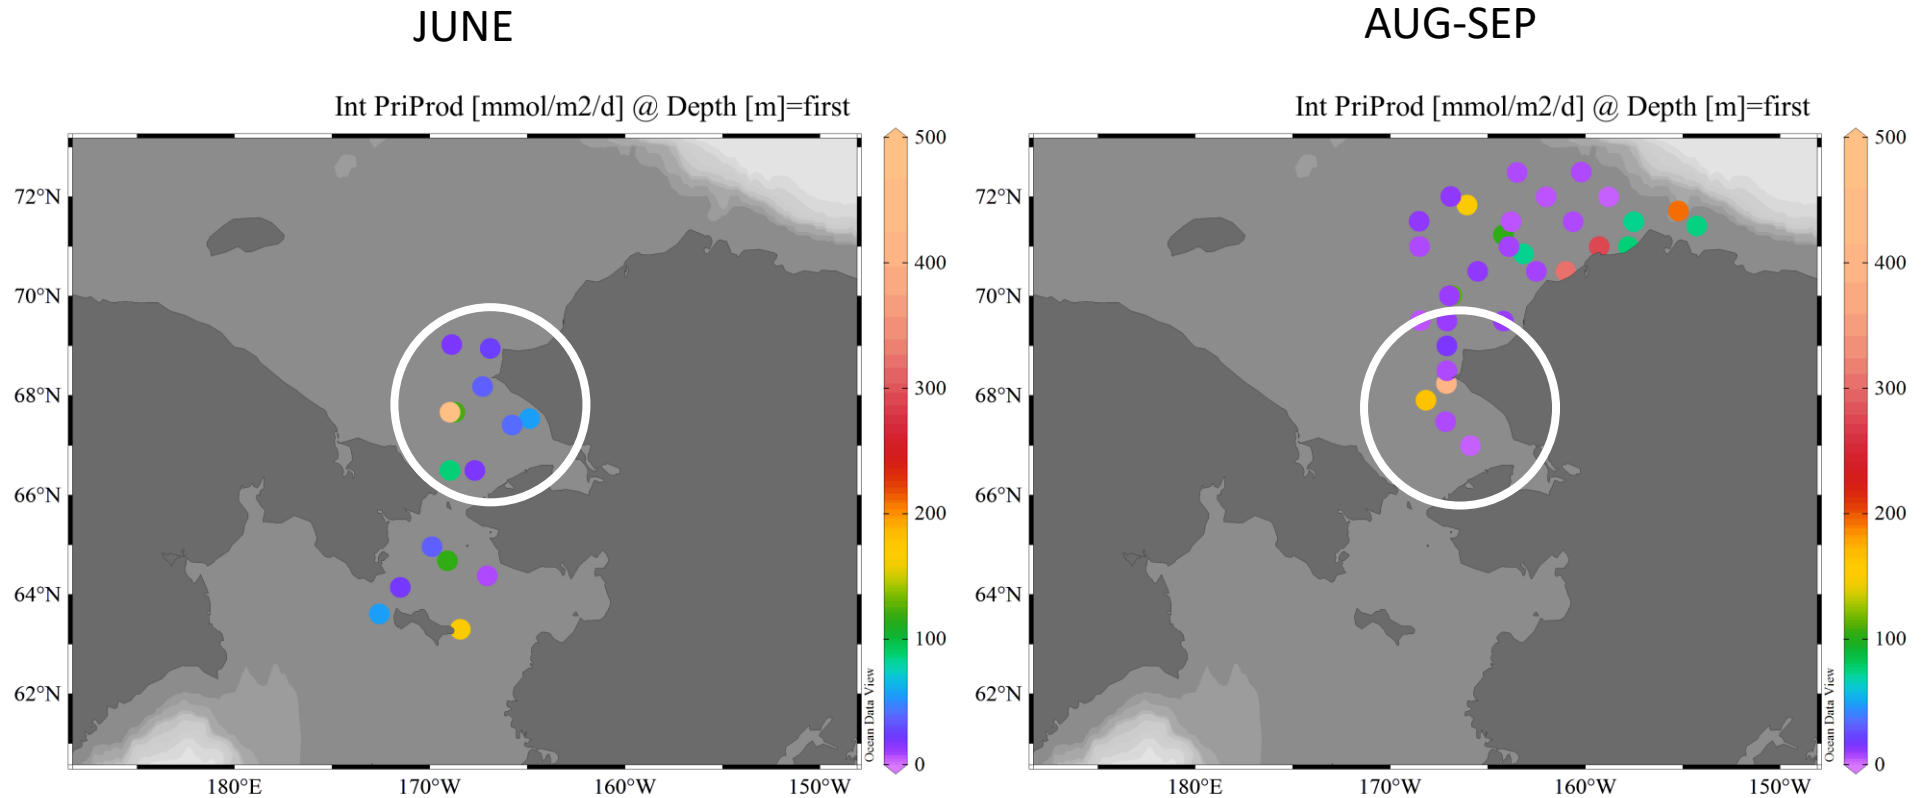 JUNE
AUG-SEP
Int PriProd [mmol/m2/d] @ Depth [m]=first
Int PriProd [mmol/m2/d] @ Depth [m]=first
72°N
70°N
68°N
66°N
64°N
62°N
180°E
170°W
160°W
150°W
500
400
300
200
100
0
Ocean Data View
72°N
70°N
68°N
66°N
64°N
62°N
180°E
170°W
160°W
150°W
500
400
300
200
100
0
Ocean Data View